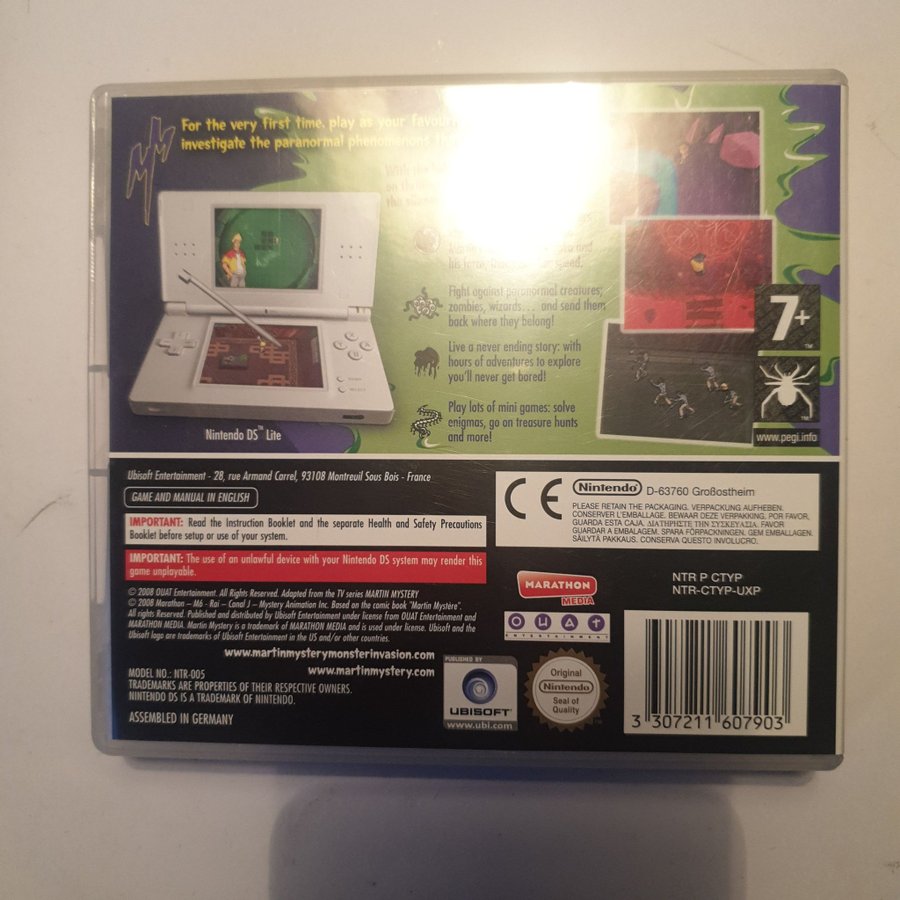 For the very first time, play as your favour
investigate the paranormal phenomenons th
his force, speed.
Fight against paranormal creatures;
zombies, wizards... and send them
back where they belong!
Live a never ending story: with
hours of adventures to explore
you'll never get bored!
Play lots of mini games: solve
enigmas, go on treasure hunts
and more!
Nintendo DS™ Lite
7+
™
www.pegi.info
Ubisoft Entertainment - 28, rue Armand Carrel, 93108 Montreuil Sous Bois - France
GAME AND MANUAL IN ENGLISH
IMPORTANT: Read the Instruction Booklet and the separate Health and Safety Precautions
Booklet before setup or use of your system.
IMPORTANT: The use of an unlawful device with your Nintendo DS system may render this
game unplayable.
© 2008 OUAT Entertainment. All Rights Reserved. Adapted from the TV series MARTIN MYSTERY
© 2008 Marathon – M6 - Rai – Canal J – Mystery Animation Inc. Based on the comic book "Martin Mystère".
All rights Reserved. Published and distributed by Ubisoft Entertainment under license from OUAT Entertainment and
MARATHON MEDIA. Martin Mystery is a trademark of MARATHON MEDIA and is used under license. Ubisoft and the
Ubisoft logo are trademarks of Ubisoft Entertainment in the US and/or other countries.
www.martinmysterymonsterinvasion.com
www.martinmystery.com
MODEL NO.: NTR-005
TRADEMARKS ARE PROPERTIES OF THEIR RESPECTIVE OWNERS.
NINTENDO DS IS A TRADEMARK OF NINTENDO.
ASSEMBLED IN GERMANY
CE
Nintendo D-63760 Großostheim
PLEASE RETAIN THE PACKAGING. VERPACKUNG AUFHEBEN.
CONSERVER L'EMBALLAGE. BEWAAR DEZE VERPAKKING, POR FAVOR,
GUARDA ESTA CAJA. ΔΙΑΤΗΡΗΣΤΕ ΤΗΝ ΣΥΣΚΕΥΑΣΙΑ. FAVOR
GUARDAR A EMBALAGEM. SPARA FÖRPACKNINGEN. GEM EMBALLAGEN.
SÄILYTÄ PAKKAUS. CONSERVA QUESTO INVOLUCRO.
MARATHON
MEDIA
OUAT
ENTERTAINMENT
NTR P CTYP
NTR-CTYP-UXP
PUBLISHED BY
UBISOFT
www.ubi.com
Original
Nintendo
Seal of
Quality
3 307211 607903